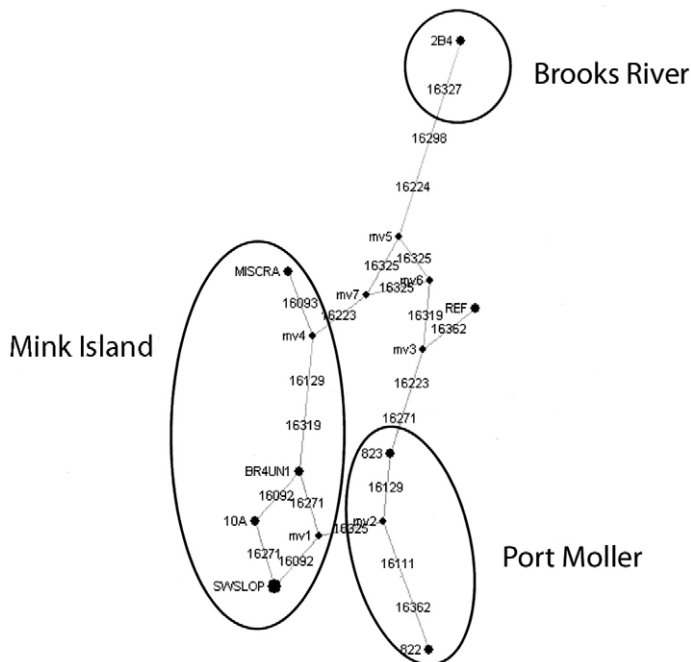 2B4
Brooks River
16327
16298
16224
mv5
16325
16325
MISCRA
mv6
16325
mv7
16093
REF
16223
16319
16362
mv4
Mink Island
mv3
16129
16223
16319
16271
823
BR4UN1
16092
16271
16129
10A
mv2
16325
mv1
16271
16092
Port Moller
16111
SWSLOP
16362
822